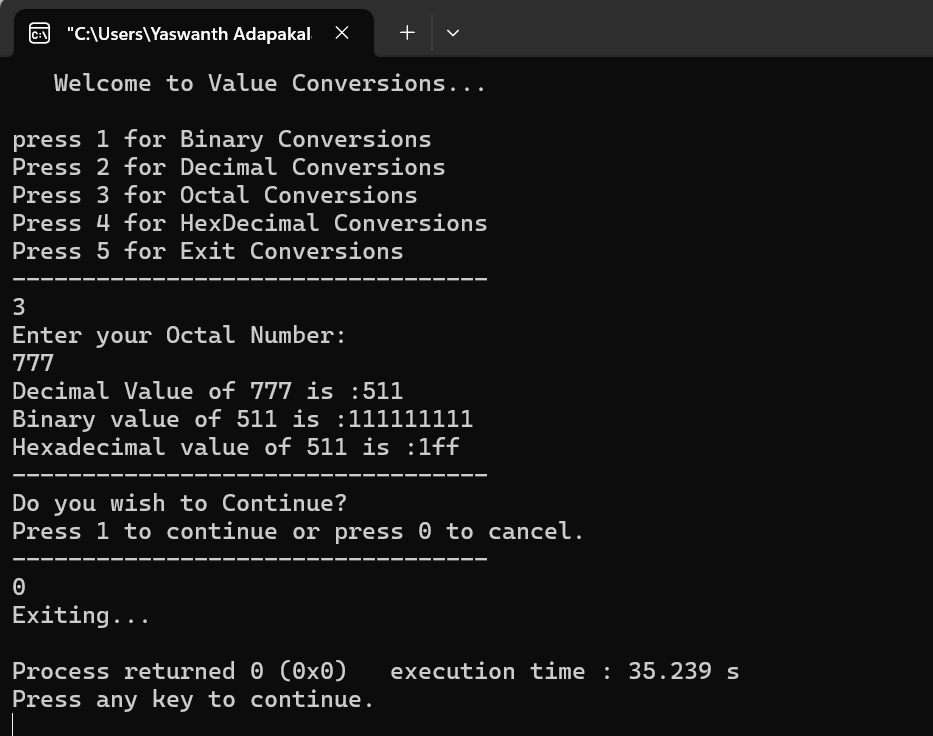 "C:\Users\Yaswanth Adapakal
Welcome to Value Conversions...
press 1 for Binary Conversions
Press 2 for Decimal Conversions
Press 3 for Octal Conversions
Press 4 for HexDecimal Conversions
Press 5 for Exit Conversions
----------------------------------
3
Enter your Octal Number:
777
Decimal Value of 777 is :511
Binary value of 511 is :111111111
Hexadecimal value of 511 is :1ff
----------------------------------
Do you wish to Continue?
Press 1 to continue or press 0 to cancel.
----------------------------------
0
Exiting...
Process returned 0 (0x0)   execution time : 35.239 s
Press any key to continue.